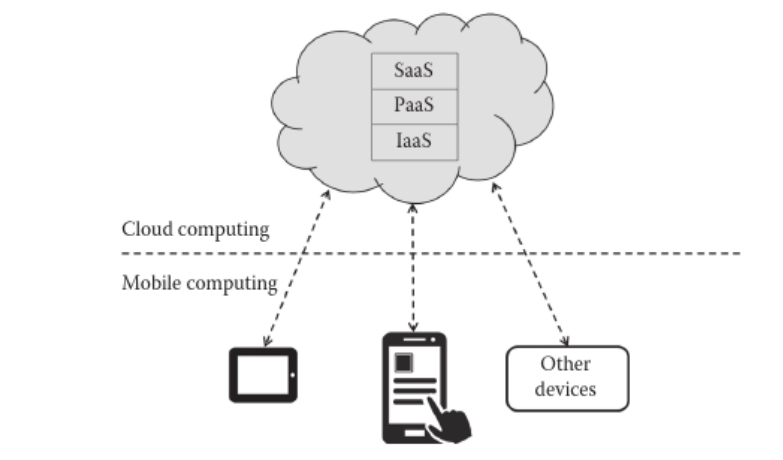 SaaS
PaaS
IaaS
Cloud computing
Mobile computing
Other
devices